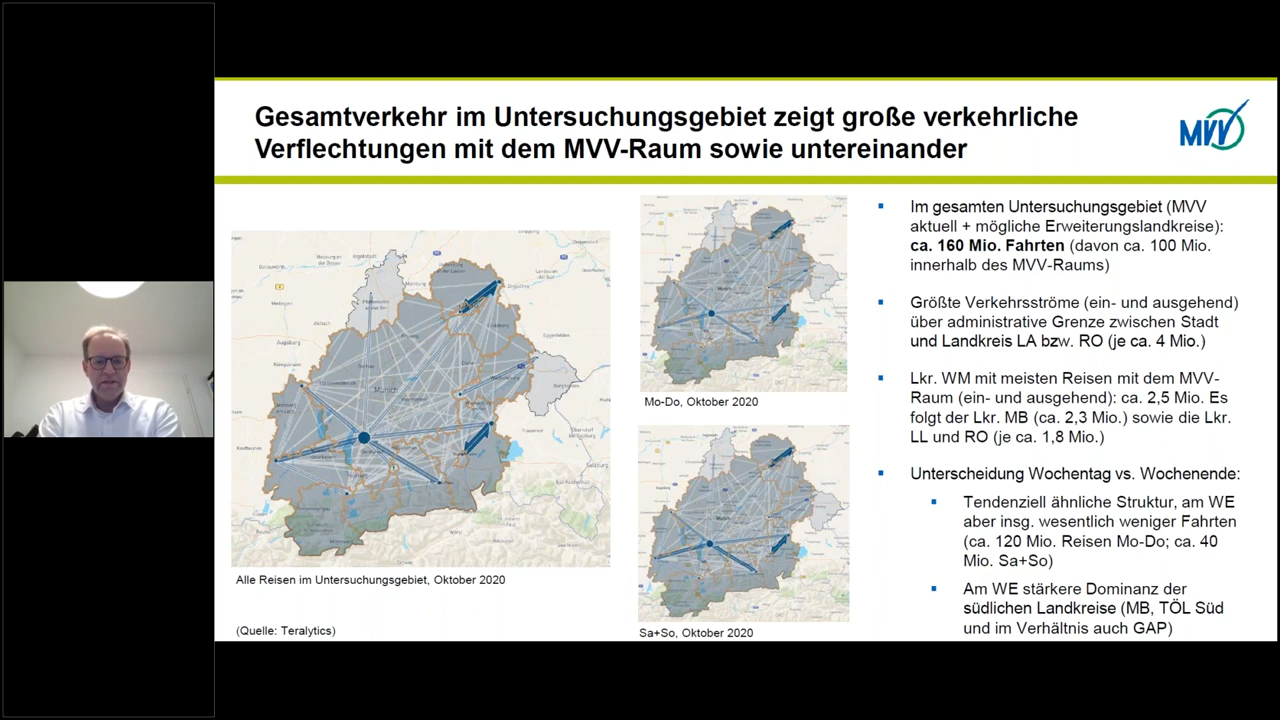 Gesamtverkehr im Untersuchungsgebiet zeigt große verkehrliche
Verflechtungen mit dem MVV-Raum sowie untereinander
MVV
Alle Reisen im Untersuchungsgebiet, Oktober 2020
(Quelle: Teralytics)
Mo-Do, Oktober 2020
Sa+So, Oktober 2020
Im gesamten Untersuchungsgebiet (MVV
aktuell + mögliche Erweiterungslandkreise):
ca. 160 Mio. Fahrten (davon ca. 100 Mio.
innerhalb des MVV-Raums)
Größte Verkehrsströme (ein- und ausgehend)
über administrative Grenze zwischen Stadt
und Landkreis LA bzw. RO (je ca. 4 Mio.)
Lkr. WM mit meisten Reisen mit dem MVV-
Raum (ein- und ausgehend): ca. 2,5 Mio. Es
folgt der Lkr. MB (ca. 2,3 Mio.) sowie die Lkr.
LL und RO (je ca. 1,8 Mio.)
Unterscheidung Wochentag vs. Wochenende:
Tendenziell ähnliche Struktur, am WE
aber insg. wesentlich weniger Fahrten
(ca. 120 Mio. Reisen Mo-Do; ca. 40
Mio. Sa+So)
Am WE stärkere Dominanz der
südlichen Landkreise (MB, TÖL Süd
und im Verhältnis auch GAP)